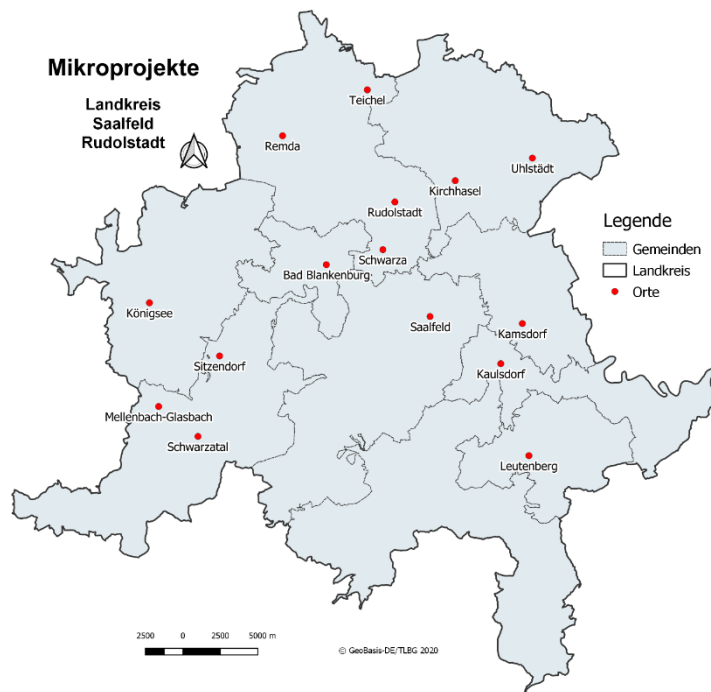 Mikroprojekte
Landkreis
Saalfeld
Rudolstadt
Teichel
Remda
Uhlstädt
Kirchhasel
Rudolstadt
Schwarza
Bad Blankenburg
Königsee
Saalfeld
Kamsdorf
Sitzendorf
Kaulsdorf
Mellenbach-Glasbach
Schwarzatal
Leutenberg
Legende
Gemeinden
Landkreis
Orte
2500 0 2500 5000 m
© GeoBasis-DE/TLBG 2020